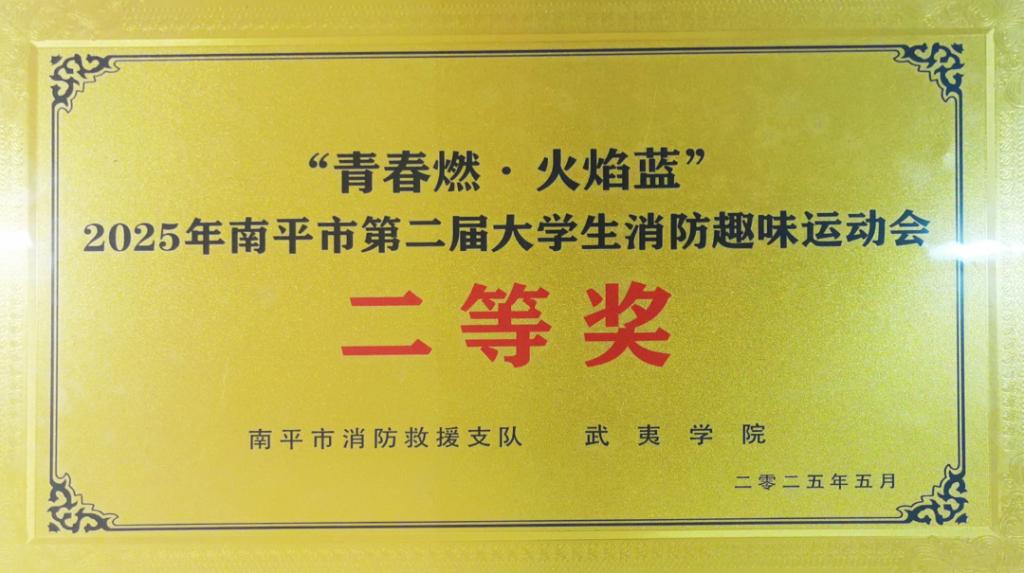 “青春燃·火焰蓝”
2025年南平市第二届大学生消防趣味运动会
二等奖
南平市消防救援支队 武夷学院
二零二五年五月